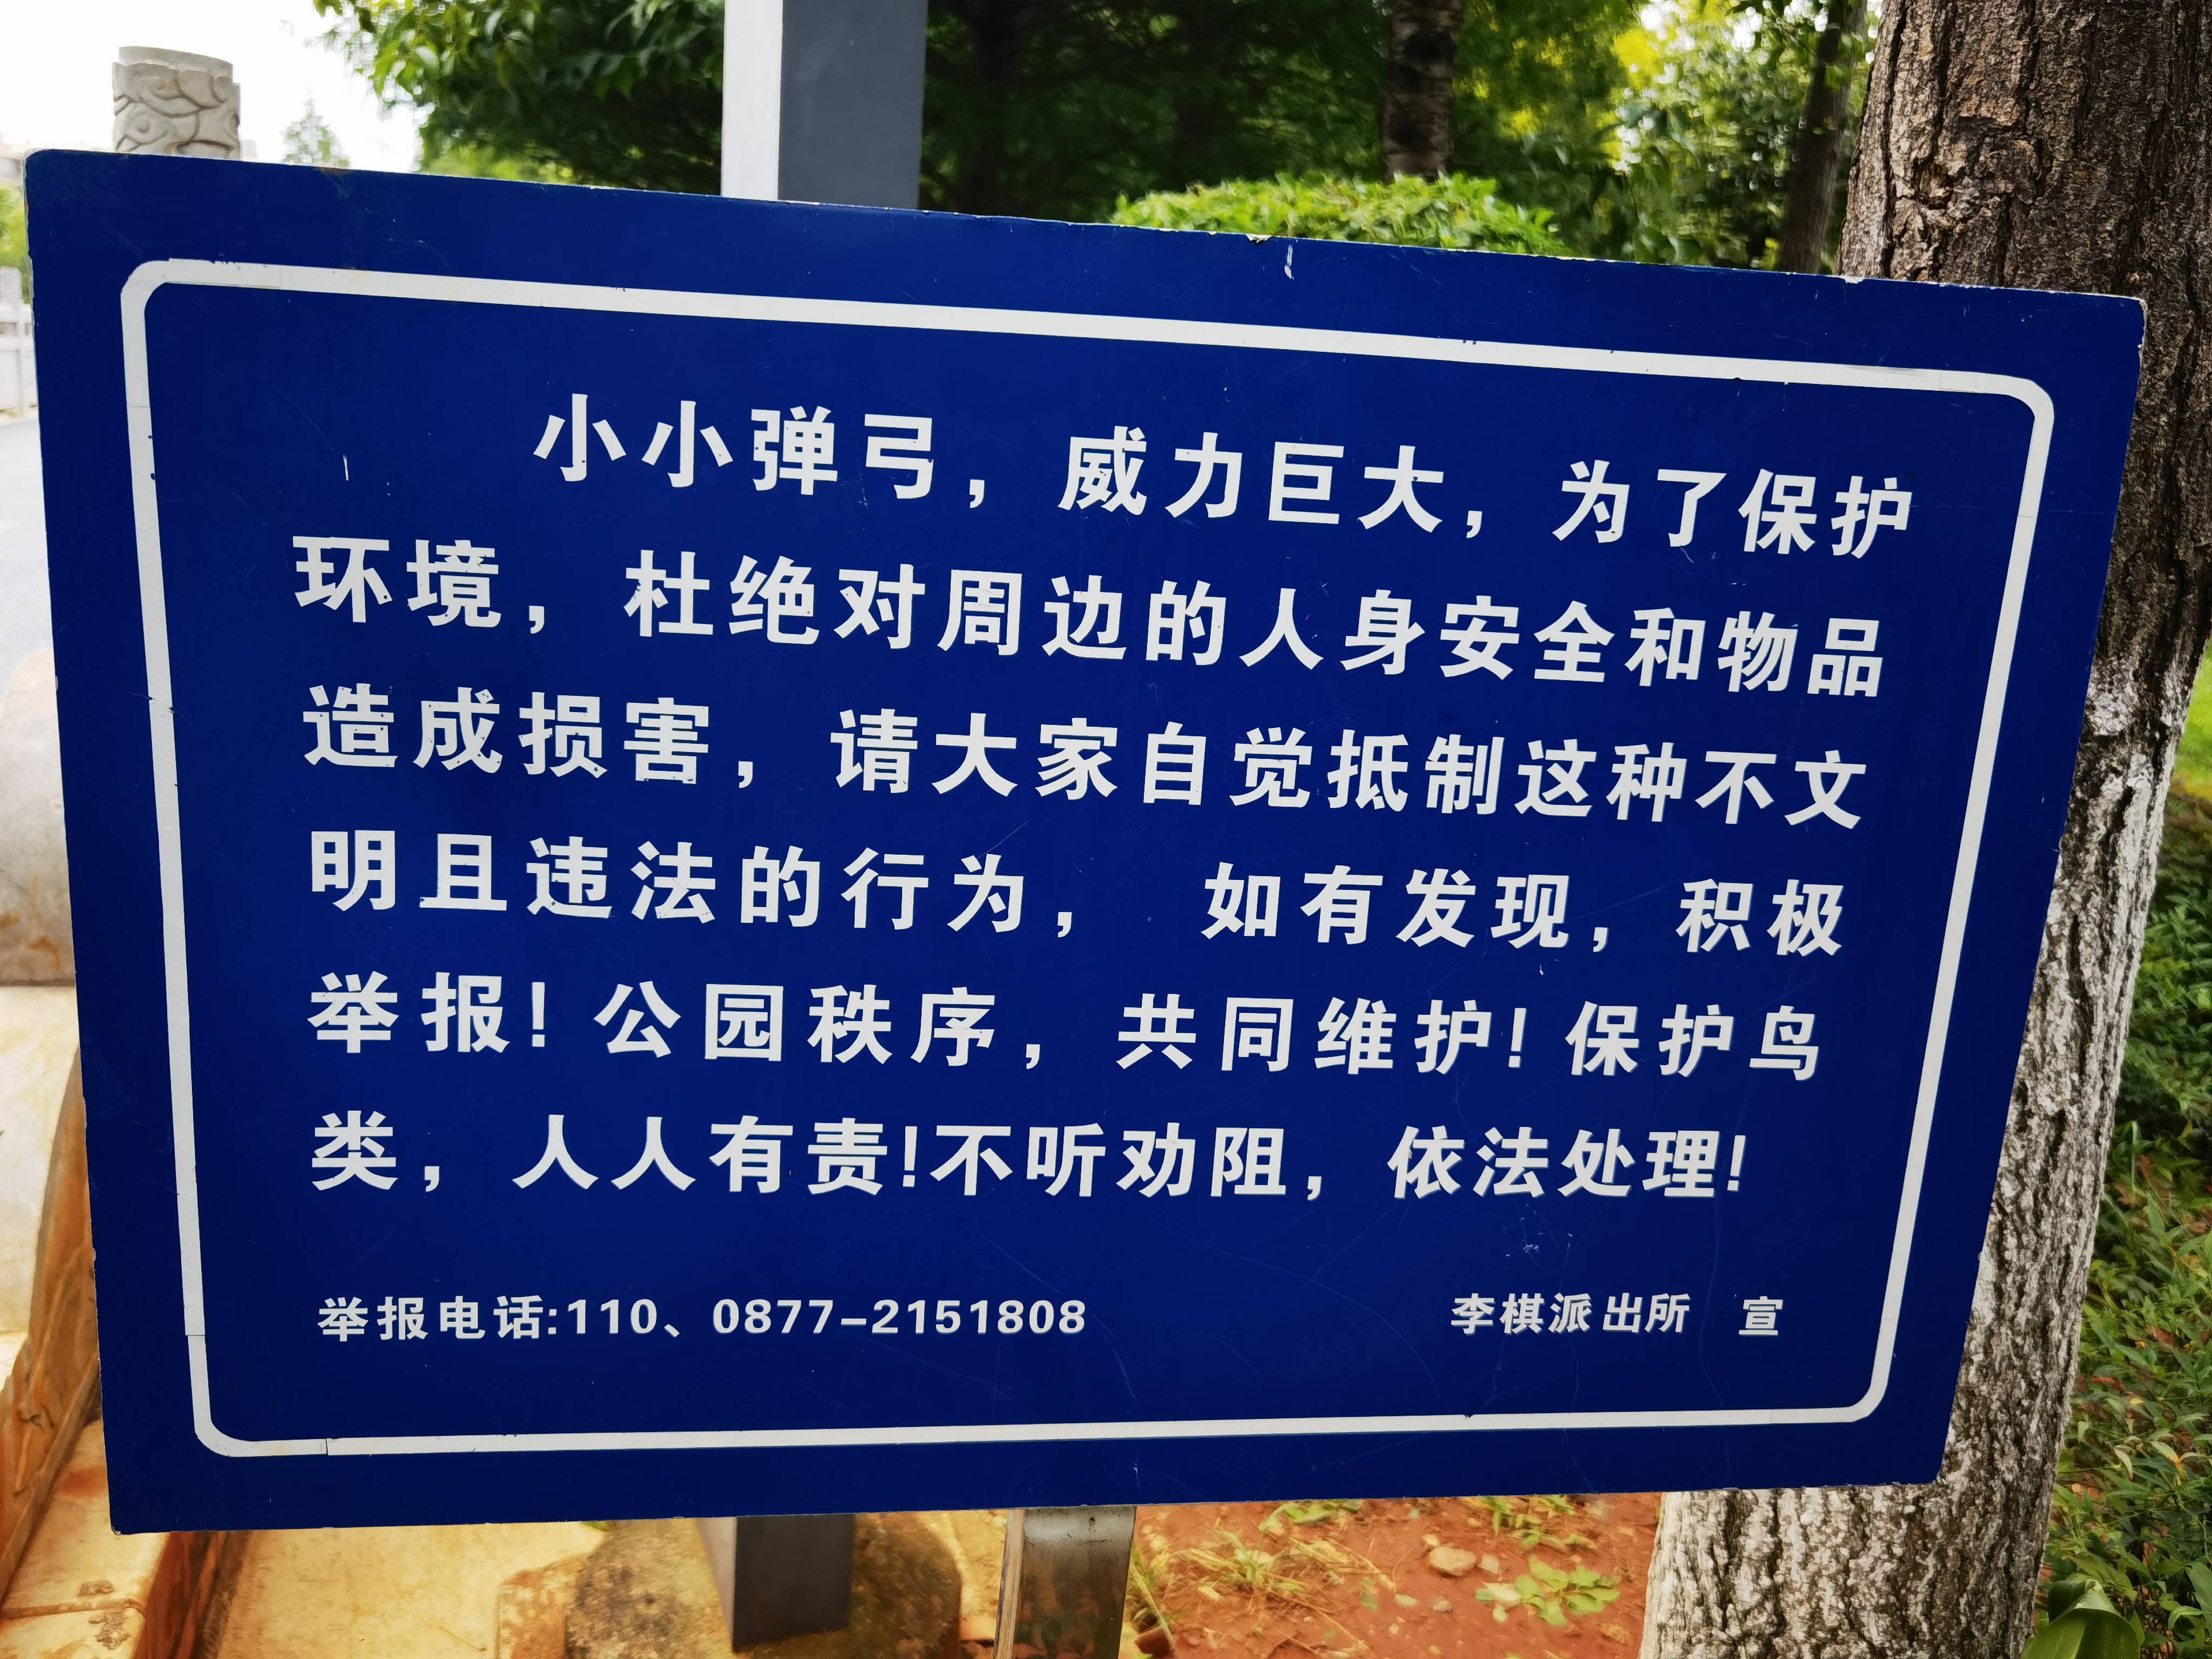 小小弹弓，威力巨大，为了保护
环境，杜绝对周边的人身安全和物品
造成损害，请大家自觉抵制这种不文
明且违法的行为， 如有发现，积极
举报！公园秩序，共同维护！保护鸟
类，人人有责！不听劝阻，依法处理！
举报电话:110、0877-2151808 李棋派出所 宣